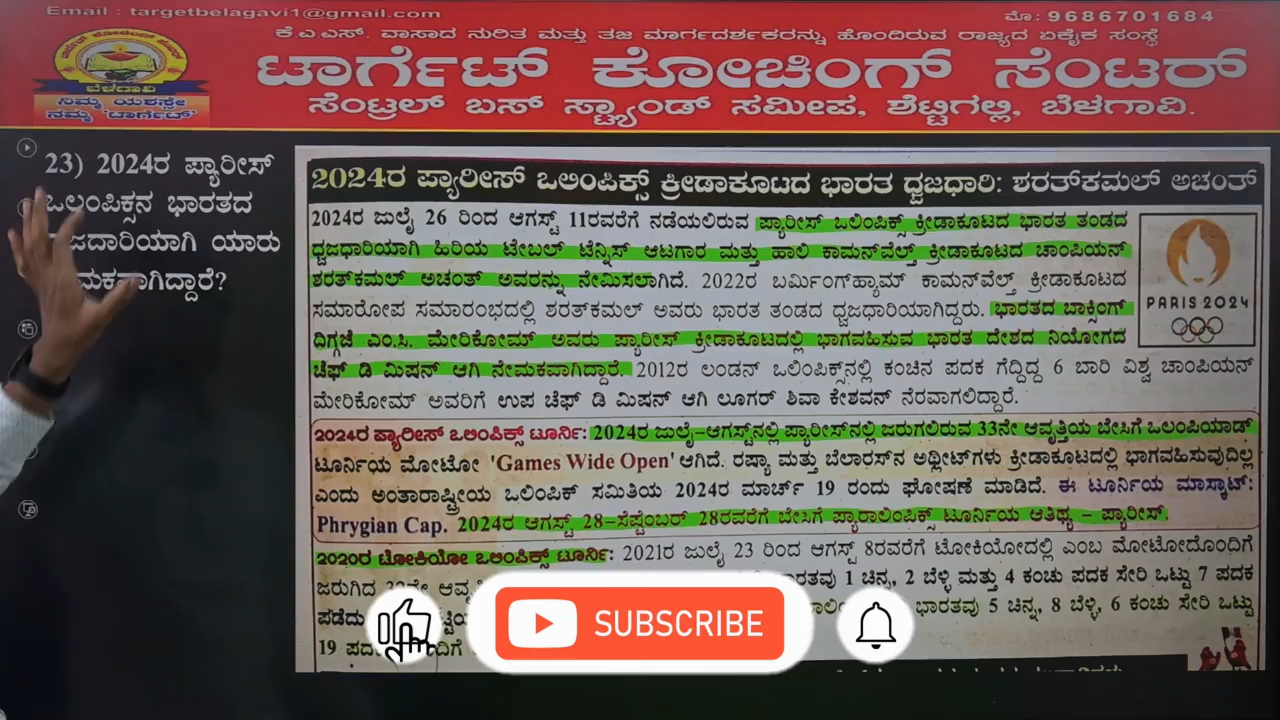 Email : targetbelagavi1@gmail.com
ಮೊ: 9686701684
ಕೆ.ಎ.ಎಸ್. ಪಾಸಾದ ನುರಿತ ಮತ್ತು ತಜ್ಞ ಮಾರ್ಗದರ್ಶಕರನ್ನು ಹೊಂದಿರುವ ರಾಜ್ಯದ ಏಕೈಕ ಸಂಸ್ಥೆ
ಟಾರ್ಗೆಟ್ ಕೋಚಿಂಗ್ ಸೆಂಟರ್
ಸೆಂಟ್ರಲ್ ಬಸ್ ಸ್ಟ್ಯಾಂಡ್ ಸಮೀಪ, ಶೆಟ್ಟಿಗಲ್ಲಿ, ಬೆಳಗಾವಿ.
ಬೆಳಗಾವಿ
ನಿಮ್ಮ ಯಶಸ್ಸೇ
ನಮ್ಮ 'ಟಾರ್ಗೆಟ್'
23) 2024ರ ಪ್ಯಾರೀಸ್
ಒಲಂಪಿಕ್ಸನ ಭಾರತದ
ಯಾರು
2024ರ ಪ್ಯಾರೀಸ್ ಒಲಿಂಪಿಕ್ಸ್ ಕ್ರೀಡಾಕೂಟದ ಭಾರತ ಧ್ವಜಧಾರಿ: ಶರತ್‌ಕಮಲ್ ಅಚಂತ್
2024ರ ಜುಲೈ 26 ರಿಂದ ಆಗಸ್ಟ್ 11ರವರೆಗೆ ನಡೆಯಲಿರುವ ಪ್ಯಾರೀಸ್ ಒಲಿಂಪಿಕ್ಸ್ ಕ್ರೀಡಾಕೂಟದ ಭಾರತ ತಂಡದ
ಧ್ವಜಧಾರಿಯಾಗಿ ಹಿರಿಯ ಟೇಬಲ್ ಟೆನ್ನಿಸ್ ಆಟಗಾರ ಮತ್ತು ಹಾಲಿ ಕಾಮನ್‌ವೆಲ್ತ್ ಕ್ರೀಡಾಕೂಟದ ಚಾಂಪಿಯನ್
ಶರತ್‌ಕಮಲ್ ಅಚಂತ್ ಅವರನ್ನು ನೇಮಿಸಲಾಗಿದೆ. 2022ರ ಬರ್ಮಿಂಗ್‌ಹ್ಯಾಮ್ ಕಾಮನ್‌ವೆಲ್ತ್ ಕ್ರೀಡಾಕೂಟದ
ಸಮಾರೋಪ ಸಮಾರಂಭದಲ್ಲಿ ಶರತ್‌ಕಮಲ್ ಅವರು ಭಾರತ ತಂಡದ ಧ್ವಜಧಾರಿಯಾಗಿದ್ದರು. ಭಾರತದ ಬಾಕ್ಸಿಂಗ್
ದಿಗ್ಗಜೆ ಎಂ.ಸಿ. ಮೇರಿಕೋಮ್ ಅವರು ಪ್ಯಾರೀಸ್ ಕ್ರೀಡಾಕೂಟದಲ್ಲಿ ಭಾಗವಹಿಸುವ ಭಾರತ ದೇಶದ ನಿಯೋಗದ
ಚೆಫ್ ಡಿ ಮಿಷನ್ ಆಗಿ ನೇಮಕವಾಗಿದ್ದಾರೆ. 2012ರ ಲಂಡನ್ ಒಲಿಂಪಿಕ್ಸ್‌ನಲ್ಲಿ ಕಂಚಿನ ಪದಕ ಗೆದ್ದಿದ್ದ 6 ಬಾರಿ ವಿಶ್ವ ಚಾಂಪಿಯನ್
ಮೇರಿಕೋಮ್ ಅವರಿಗೆ ಉಪ ಚೆಫ್ ಡಿ ಮಿಷನ್ ಆಗಿ ಲೂಗರ್ ಶಿವಾ ಕೇಶವನ್ ನೆರವಾಗಲಿದ್ದಾರೆ.
PARIS 2024
2024ರ ಪ್ಯಾರೀಸ್ ಒಲಿಂಪಿಕ್ಸ್ ಟೂರ್ನಿ: 2024ರ ಜುಲೈ-ಆಗಸ್ಟ್‌ನಲ್ಲಿ ಪ್ಯಾರೀಸ್‌ನಲ್ಲಿ ಜರುಗಲಿರುವ 33ನೇ ಆವೃತ್ತಿಯ ಬೇಸಿಗೆ ಒಲಂಪಿಯಾಡ್
ಟೂರ್ನಿಯ ಮೋಟೋ 'Games Wide Open' ಆಗಿದೆ. ರಷ್ಯಾ ಮತ್ತು ಬೆಲಾರಸ್‌ನ ಅಥ್ಲೀಟ್‌ಗಳು ಕ್ರೀಡಾಕೂಟದಲ್ಲಿ ಭಾಗವಹಿಸುವುದಿಲ್ಲ
ಎಂದು ಅಂತಾರಾಷ್ಟ್ರೀಯ ಒಲಿಂಪಿಕ್ ಸಮಿತಿಯ 2024ರ ಮಾರ್ಚ್ 19 ರಂದು ಘೋಷಣೆ ಮಾಡಿದೆ. ಈ ಟೂರ್ನಿಯ ಮಾಸ್ಕಾಟ್:
Phrygian Cap. 2024ರ ಆಗಸ್ಟ್ 28-ಸೆಪ್ಟೆಂಬರ್ 28ರವರೆಗೆ ಬೇಸಿಗೆ ಪ್ಯಾರಾಲಿಂಪಿಕ್ಸ್ ಟೂರ್ನಿಯ ಆತಿಥ್ಯ - ಪ್ಯಾರೀಸ್.
2020ರ ಟೋಕಿಯೋ ಒಲಿಂಪಿಕ್ಸ್ ಟೂರ್ನಿ: 2021ರ ಜುಲೈ 23 ರಿಂದ ಆಗಸ್ಟ್ 8ರವರೆಗೆ ಟೋಕಿಯೋದಲ್ಲಿ ಎಂಬ ಮೋಟೋದೊಂದಿಗೆ
ಜರುಗಿದ 1 ಚಿನ್ನ, 2 ಬೆಳ್ಳಿ ಮತ್ತು 4 ಕಂಚು ಪದಕ ಸೇರಿ ಒಟ್ಟು 7 ಪದಕ
ಪಡೆದು ಭಾರತವು 5 ಚಿನ್ನ, 8 ಬೆಳ್ಳಿ, 6 ಕಂಚು ಸೇರಿ ಒಟ್ಟು
19
SUBSCRIBE